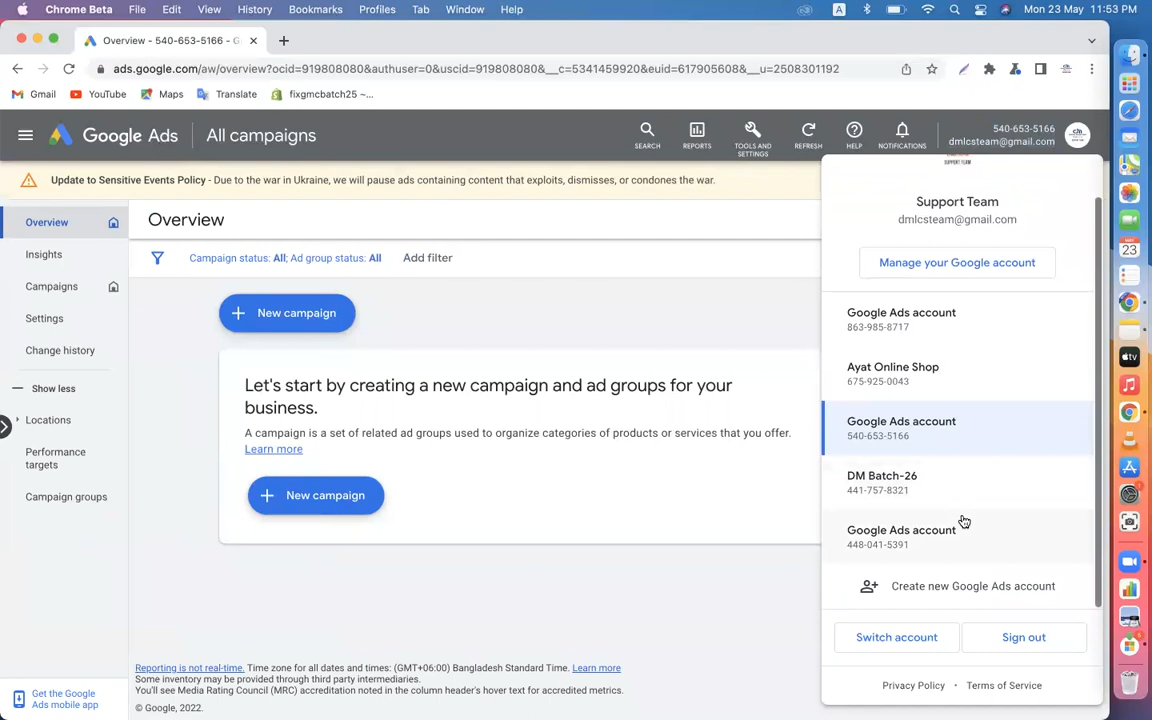 Chrome Beta File Edit View History Bookmarks Profiles Tab Window Help A Mon 23 May 11:53 PM
Overview - 540-653-5166 - G
ads.google.com/aw/overview?ocid=919808080&authuser=0&uscid=919808080&__c=5341459920&euid=617905608&__u=2508301192
Gmail YouTube Maps Translate fixgmcbatch25 ~...
Google Ads All campaigns
SEARCH REPORTS TOOLS AND SETTINGS REFRESH HELP NOTIFICATIONS
540-653-5166
dmlcsteam@gmail.com
Update to Sensitive Events Policy - Due to the war in Ukraine, we will pause ads containing content that exploits, dismisses, or condones the war.
Overview
Insights
Campaigns
Settings
Change history
Show less
Locations
Performance
targets
Campaign groups
Get the Google
Ads mobile app
Overview
Campaign status: All; Ad group status: All Add filter
New campaign
Let's start by creating a new campaign and ad groups for your
business.
A campaign is a set of related ad groups used to organize categories of products or services that you offer.
Learn more
New campaign
Reporting is not real-time. Time zone for all dates and times: (GMT+06:00) Bangladesh Standard Time. Learn more
Some inventory may be provided through third party intermediaries.
You'll see Media Rating Council (MRC) accreditation noted in the column header's hover text for accredited metrics.
© Google, 2022.
SUPPORT TEAM
Support Team
dmlcsteam@gmail.com
Manage your Google account
Google Ads account
863-985-8717
Ayat Online Shop
675-925-0043
Google Ads account
540-653-5166
DM Batch-26
441-757-8321
Google Ads account
448-041-5391
Create new Google Ads account
Switch account Sign out
Privacy Policy • Terms of Service
23
tv